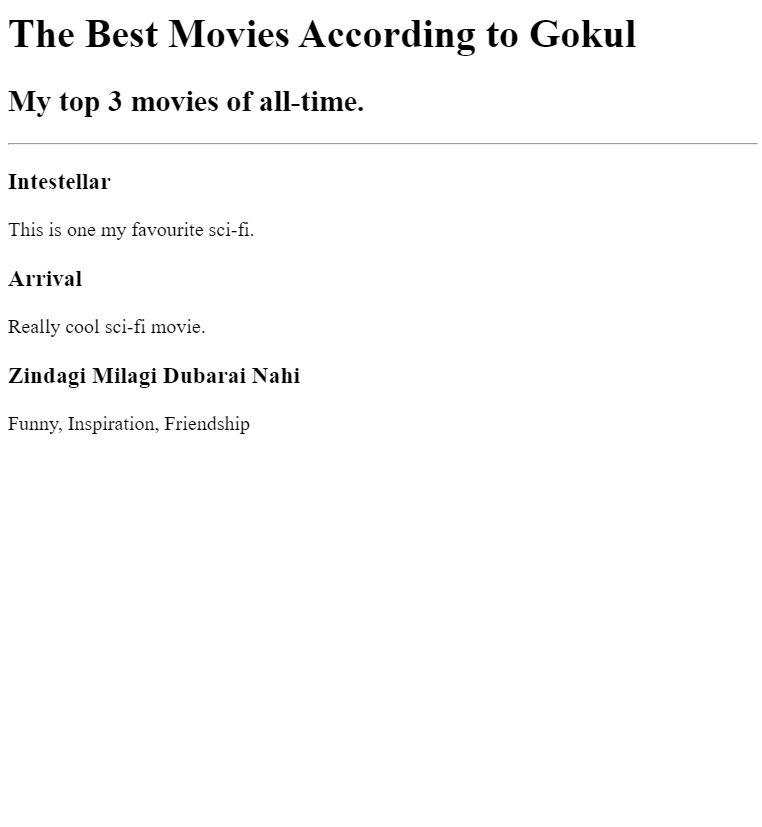 The Best Movies According to Gokul
My top 3 movies of all-time.
Intestellar
This is one my favourite sci-fi.
Arrival
Really cool sci-fi movie.
Zindagi Milagi Dubarai Nahi
Funny, Inspiration, Friendship